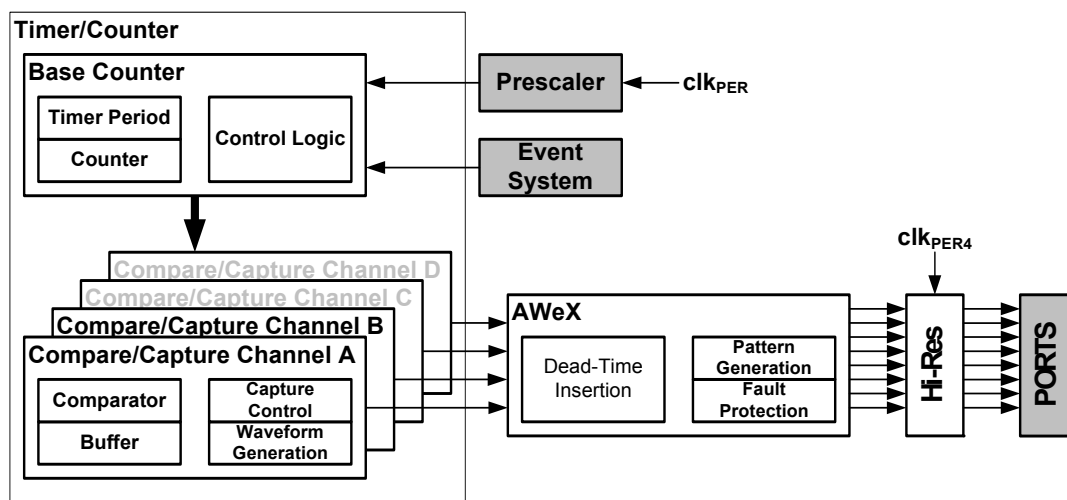 Timer/Counter
Base Counter
Timer Period
Counter
Control Logic
Prescaler
clkPER
Event
System
Compare/Capture Channel D
Compare/Capture Channel C
Compare/Capture Channel B
Compare/Capture Channel A
Comparator
Buffer
Capture
Control
Waveform
Generation
AWeX
Dead-Time
Insertion
Pattern
Generation
Fault
Protection
clkPER4
Hi-Res
PORTS